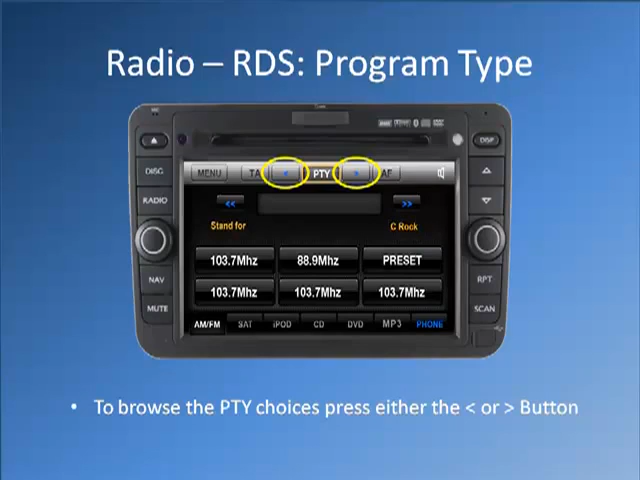 Radio – RDS: Program Type
DISP
DISC
RADIO
NAV
MUTE
RPT
SCAN
MENU TA < PTY > AF
<< >>
Stand for C Rock
103.7Mhz 88.9Mhz PRESET
103.7Mhz 103.7Mhz 103.7Mhz
AM/FM SAT iPOD CD DVD MP3 PHONE
• To browse the PTY choices press either the < or > Button